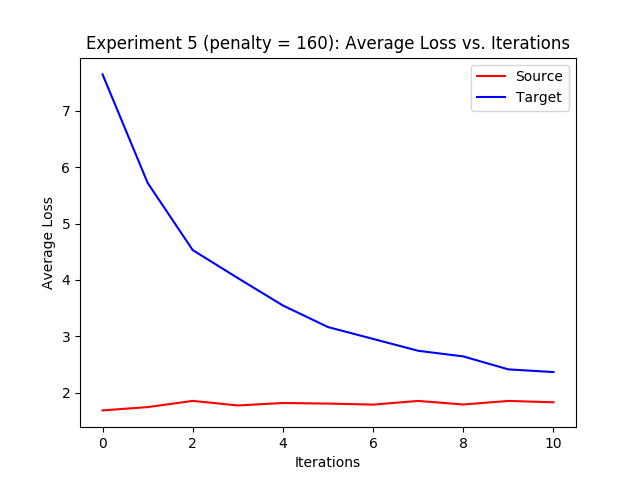 Experiment 5 (penalty = 160): Average Loss vs. Iterations
Source
Target
Average Loss
7
6
5
4
3
2
0
2
4
6
8
10
Iterations